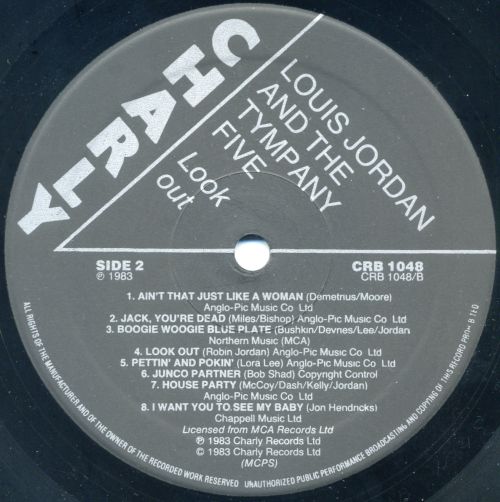 CHARLY
LOUIS JORDAN
AND THE
TYMPANY
FIVE
Look
out
SIDE 2
℗ 1983
CRB 1048
CRB 1048/B
1. AIN'T THAT JUST LIKE A WOMAN (Demetrius/Moore)
Anglo-Pic Music Co Ltd
2. JACK, YOU'RE DEAD (Miles/Bishop) Anglo-Pic Music Co Ltd
3. BOOGIE WOOGIE BLUE PLATE (Bushkin/Devries/Lee/Jordan
Northern Music (MCA)
4. LOOK OUT (Robin Jordan) Anglo-Pic Music Co Ltd
5. PETTIN' AND POKIN' (Lora Lee) Anglo-Pic Music Co Ltd
6. JUNCO PARTNER (Bob Shad) Copyright Control
7. HOUSE PARTY (McCoy/Dash/Kelly/Jordan)
Anglo-Pic Music Co Ltd
8. I WANT YOU TO SEE MY BABY (Jon Hendricks)
Chappell Music Ltd
Licensed from MCA Records Ltd
℗ 1983 Charly Records Ltd
© 1983 Charly Records Ltd
(MCPS)
ALL RIGHTS OF THE MANUFACTURER AND OF THE OWNER OF THE RECORDED WORK RESERVED UNAUTHORIZED PUBLIC PERFORMANCE BROADCASTING AND COPYING OF THIS RECORD PROHIBITED